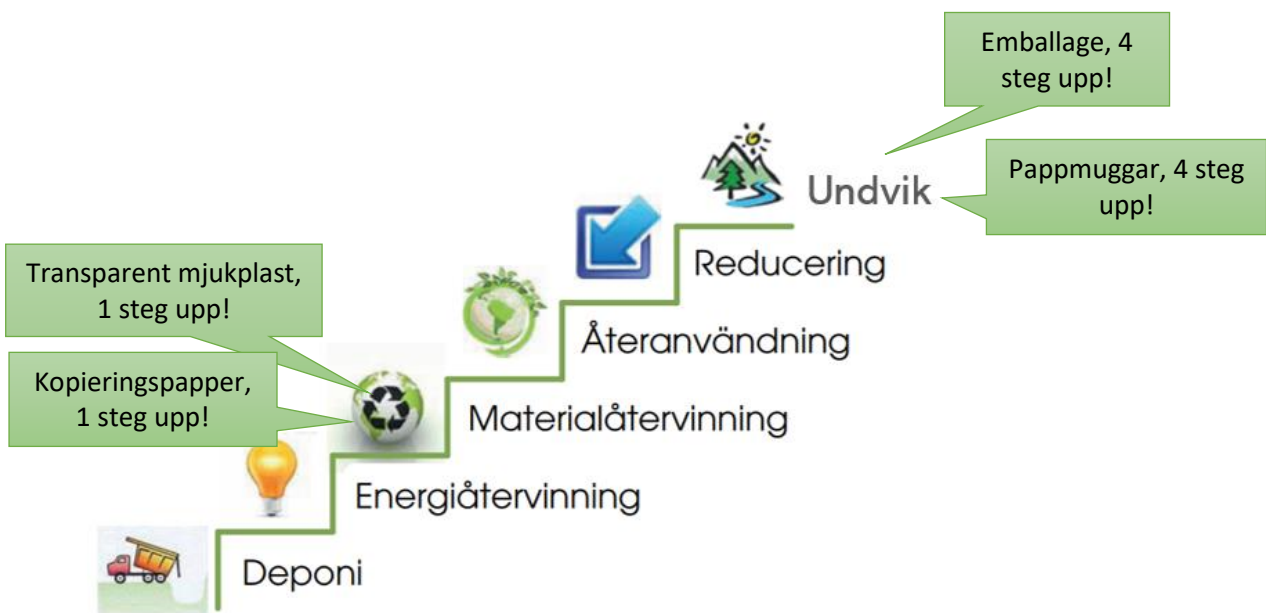 Emballage, 4
steg upp!
Pappmuggar, 4 steg
upp!
Undvik
Reducering
Transparent mjukplast,
1 steg upp!
Återanvändning
Kopieringspapper,
1 steg upp!
Materialåtervinning
Energiåtervinning
Deponi